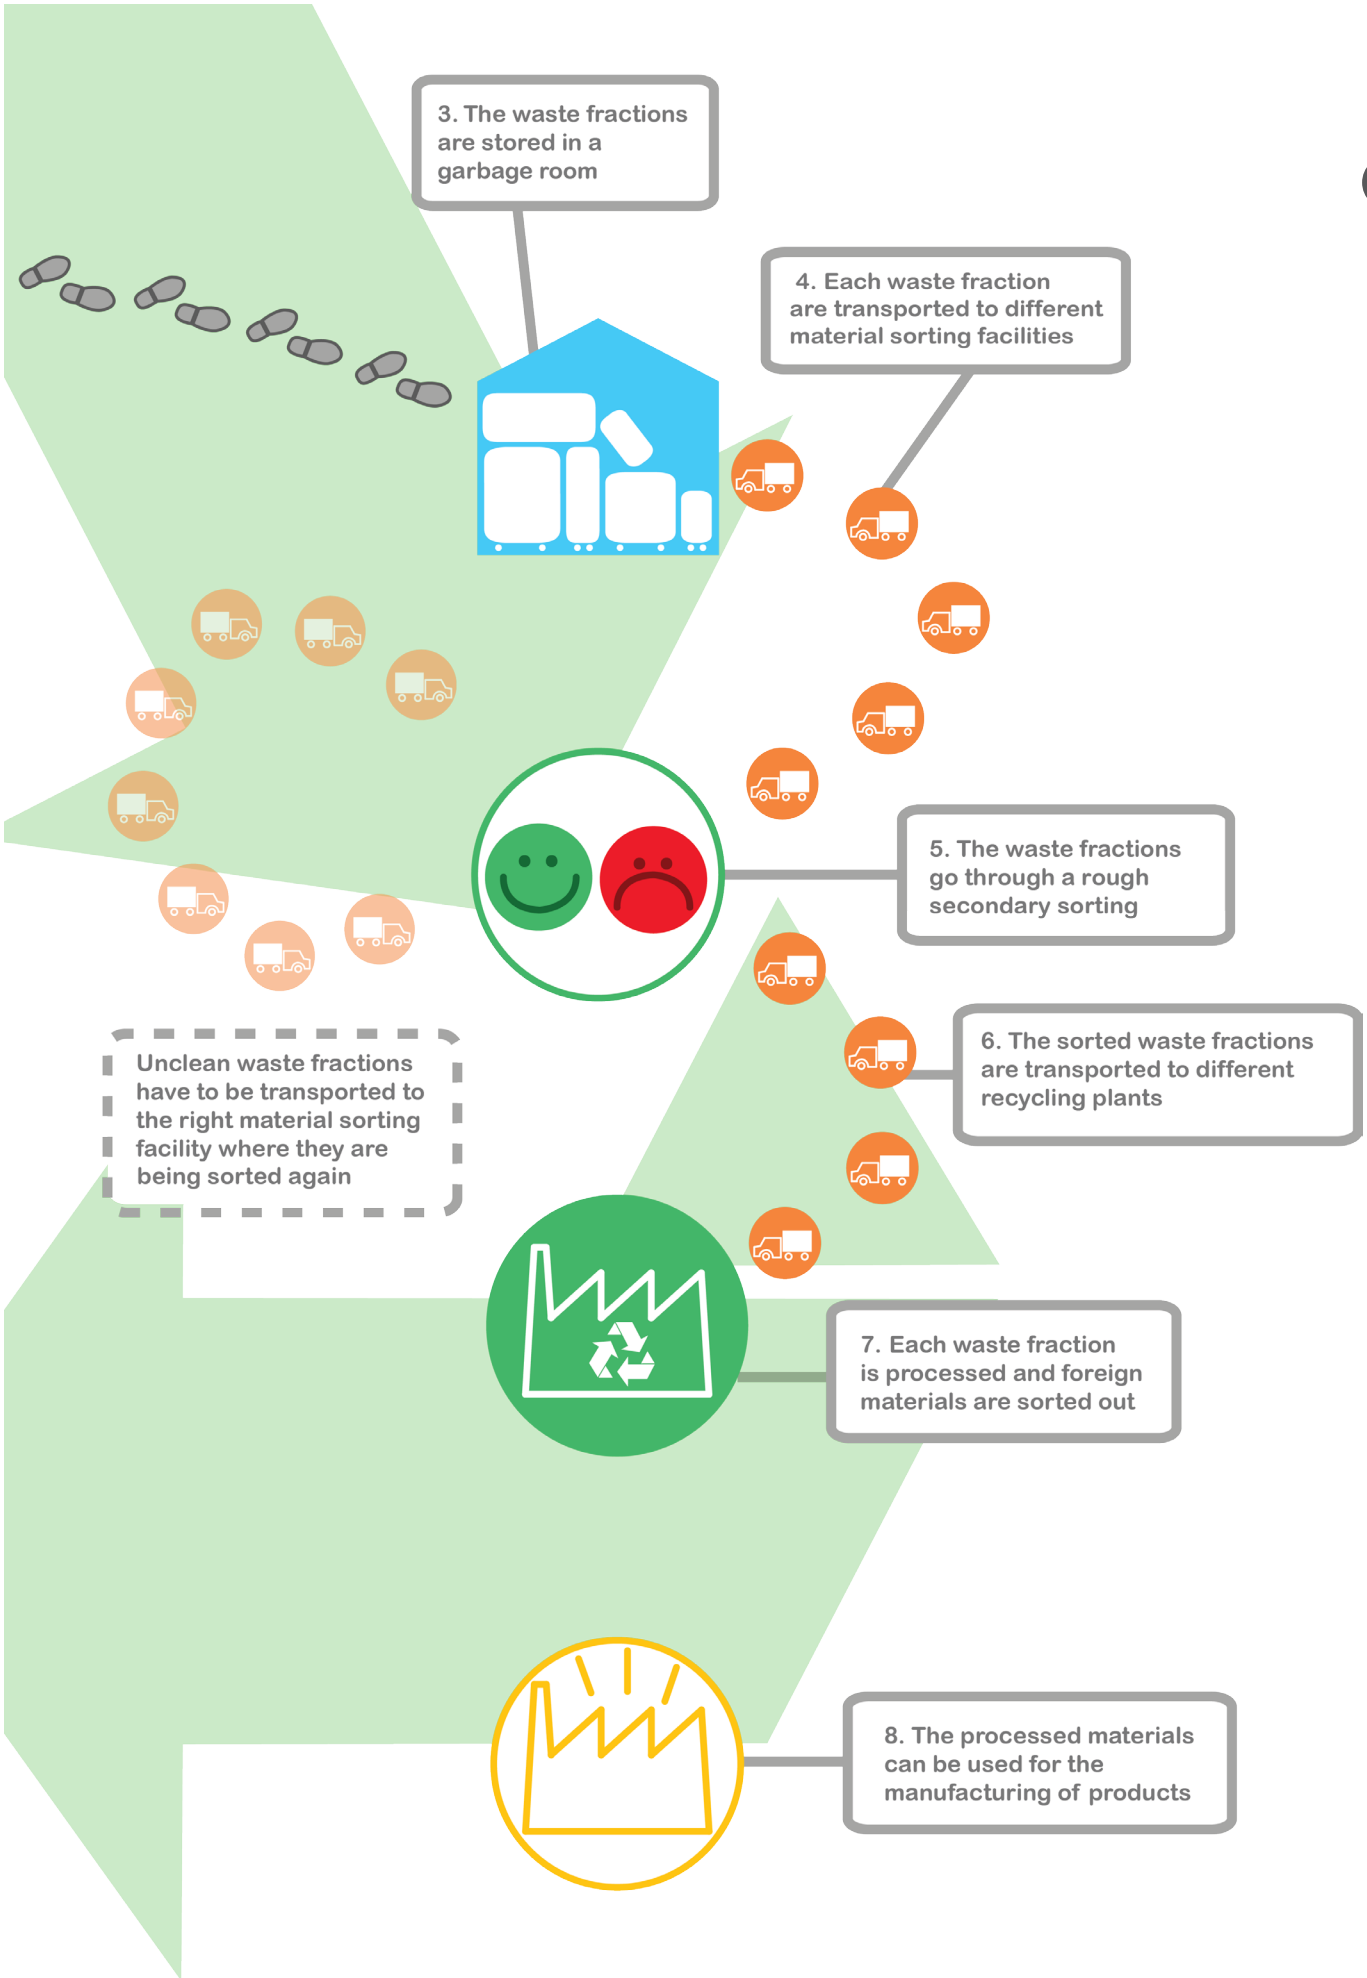 3. The waste fractions
are stored in a
garbage room
4. Each waste fraction
are transported to different
material sorting facilities
5. The waste fractions
go through a rough
secondary sorting
6. The sorted waste fractions
are transported to different
recycling plants
Unclean waste fractions
have to be transported to
the right material sorting
facility where they are
being sorted again
7. Each waste fraction
is processed and foreign
materials are sorted out
8. The processed materials
can be used for the
manufacturing of products